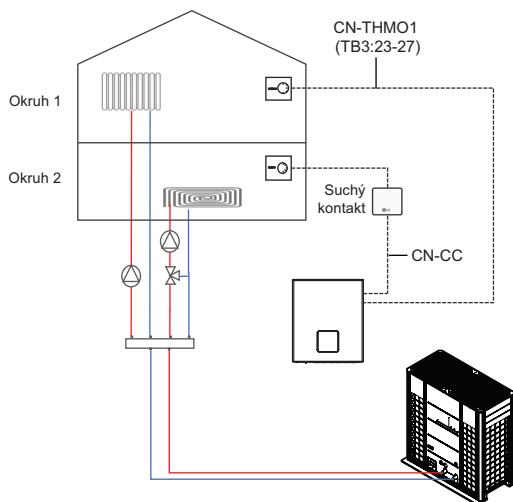 CN-THMO1
(TB3:23-27)
Okruh 1
Okruh 2
Suchý
kontakt
CN-CC